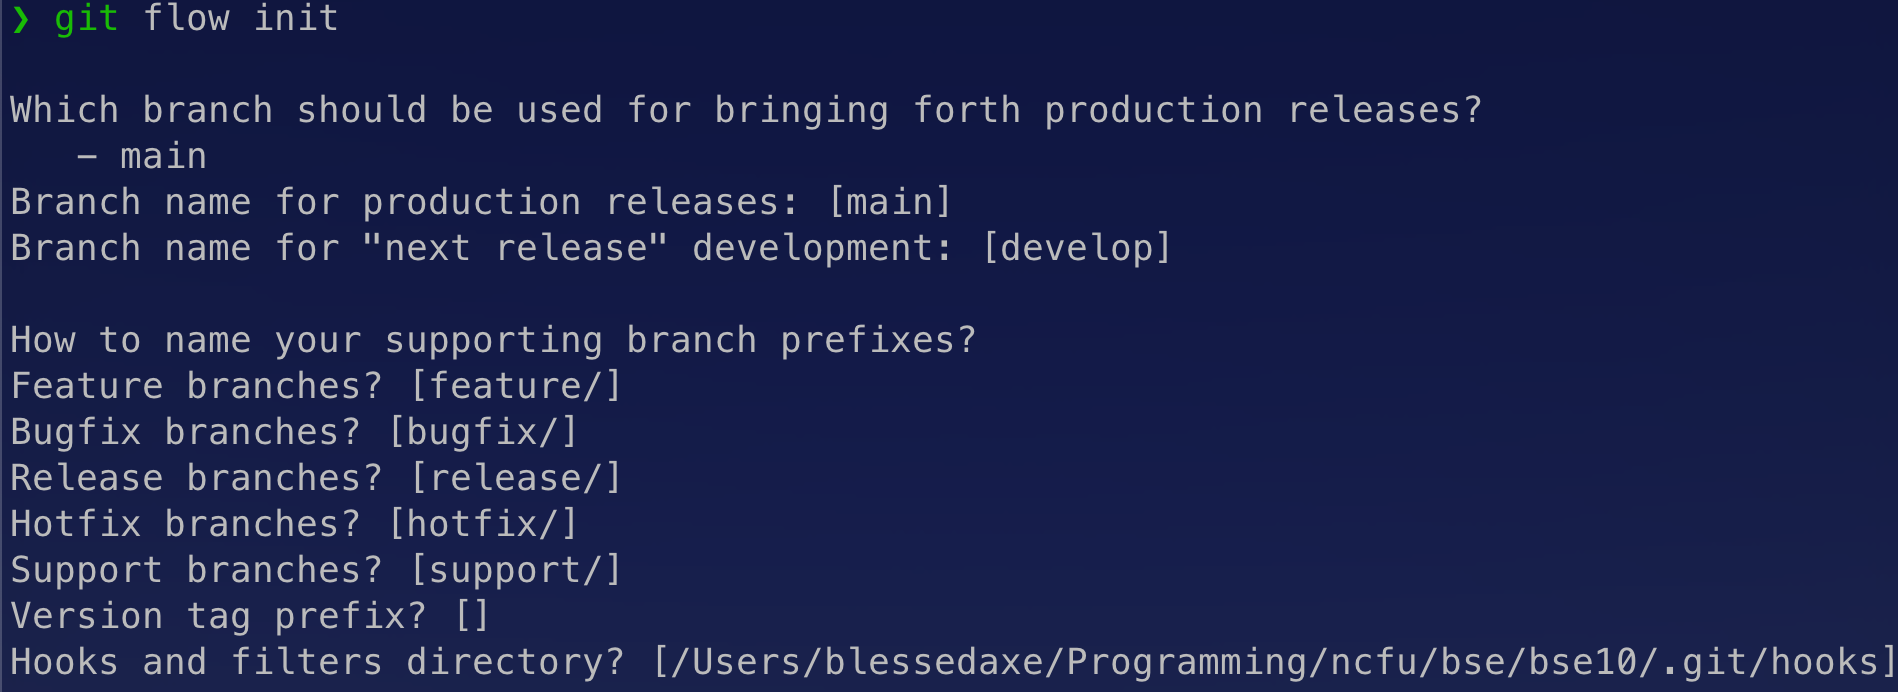 ❯ git flow init
Which branch should be used for bringing forth production releases?
– main
Branch name for production releases: [main]
Branch name for "next release" development: [develop]
How to name your supporting branch prefixes?
Feature branches? [feature/]
Bugfix branches? [bugfix/]
Release branches? [release/]
Hotfix branches? [hotfix/]
Support branches? [support/]
Version tag prefix? []
Hooks and filters directory? [/Users/blessedaxe/Programming/ncfu/bse/bse10/.git/hooks]